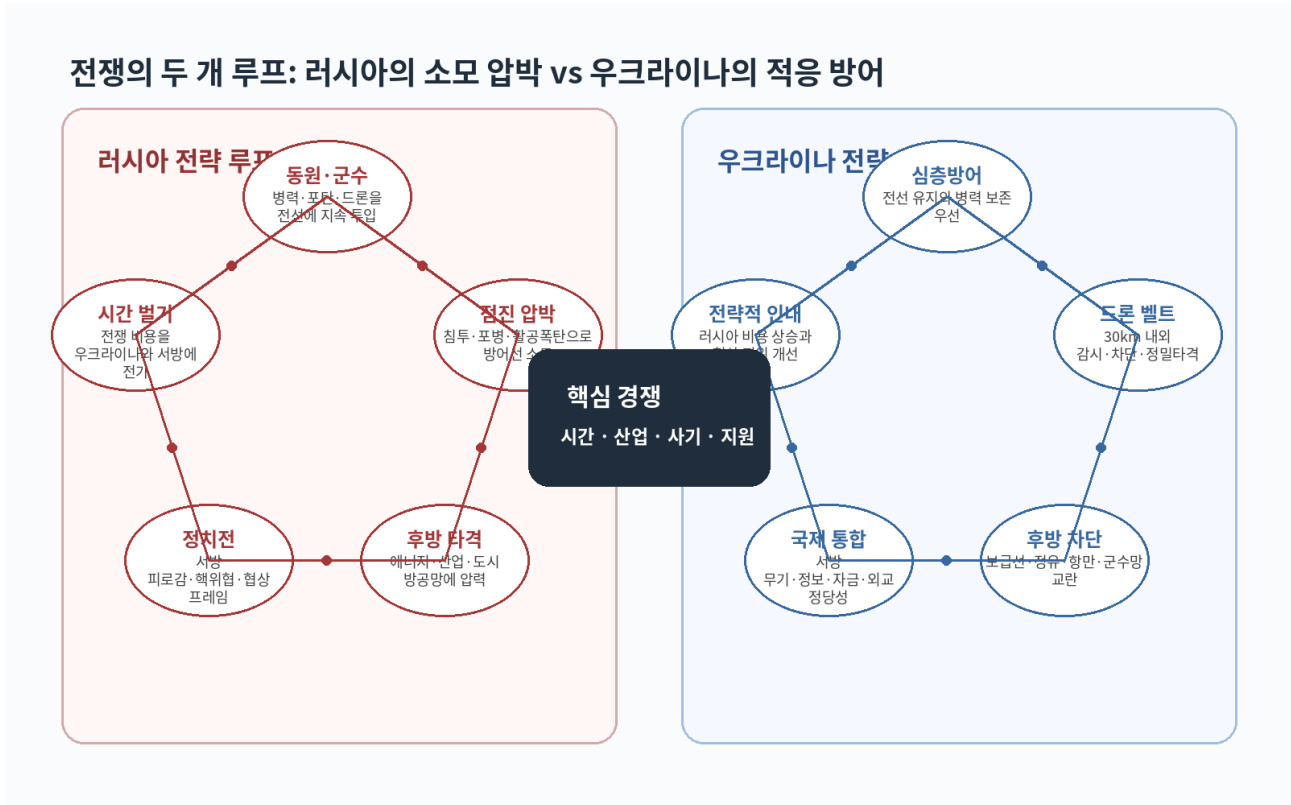 전쟁의 두 개 루프: 러시아의 소모 압박 vs 우크라이나의 적응 방어
러시아 전략 루프
동원·군수
병력·포탄·드론을
전선에 지속 투입
점진 압박
침투·포병·활공폭탄으로
방어선
후방 타격
에너지·산업·도시
방공망에 압력
정치전
서방
피로감·핵위협·협상
프레임
시간 벌기
전쟁 비용을
우크라이나와 서방에
전가
핵심 경쟁
시간 · 산업 · 사기 · 지원
우크라이나 전략
심층방어
전선 유지와 병력 보존
우선
드론 벨트
30km 내외
감시·차단·정밀타격
후방 차단
보급선·정유·항만·군수망
교란
국제 통합
서방
무기·정보·자금·외교
정당성
전략적 인내
러시아 비용 상승과
개선